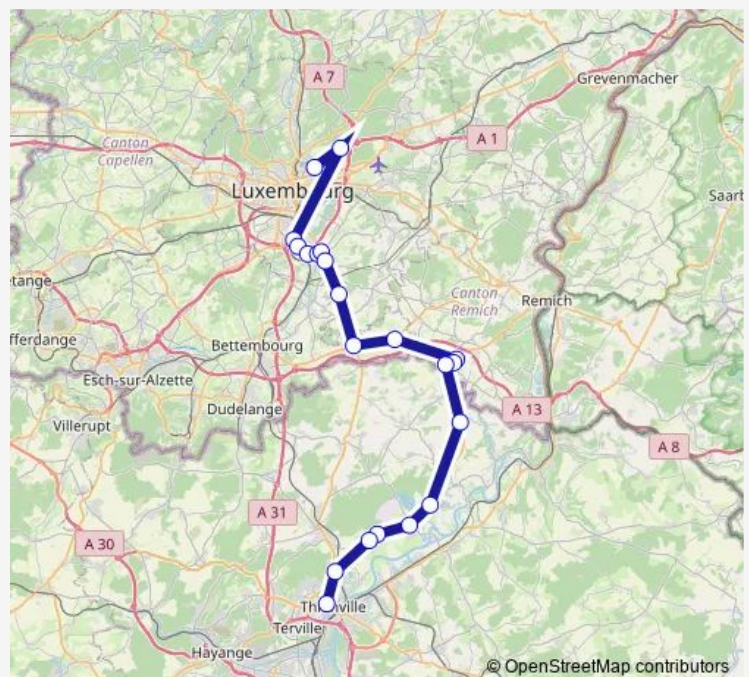 A 7
Grevenmacher
A 1
Canton
Capellen
Luxembourg
Saarb
etange
Canton
Remich
Remich
fferdange
Bettembourg
Esch-sur-Alzette
Dudelange
A 13
Villerupt
A 8
A 31
A 30
Thionville
Terville
Hayange
© OpenStreetMap contributors